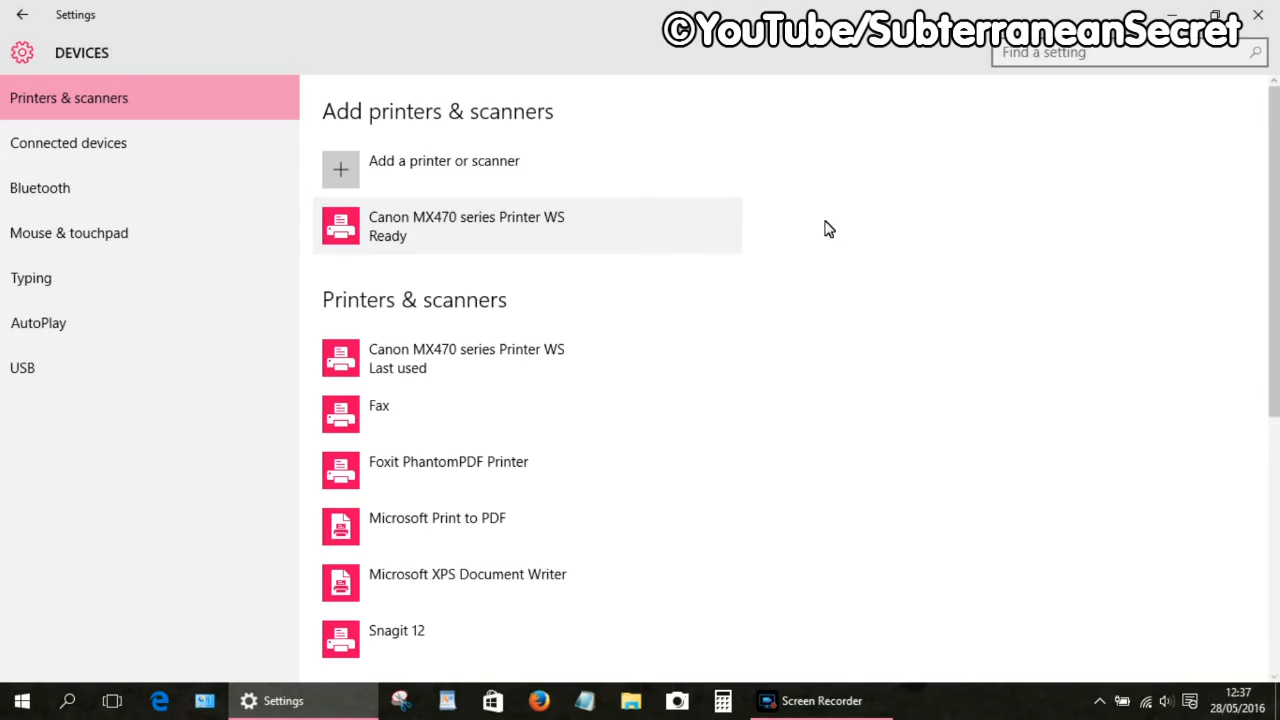 Settings
©YouTube/SubterraneanSecret
DEVICES
Find a setting
Printers & scanners
Connected devices
Bluetooth
Mouse & touchpad
Typing
AutoPlay
USB
Add printers & scanners
Add a printer or scanner
Canon MX470 series Printer WS
Ready
Printers & scanners
Canon MX470 series Printer WS
Last used
Fax
Foxit PhantomPDF Printer
Microsoft Print to PDF
Microsoft XPS Document Writer
Snagit 12
Settings
Screen Recorder
12:37
28/05/2016